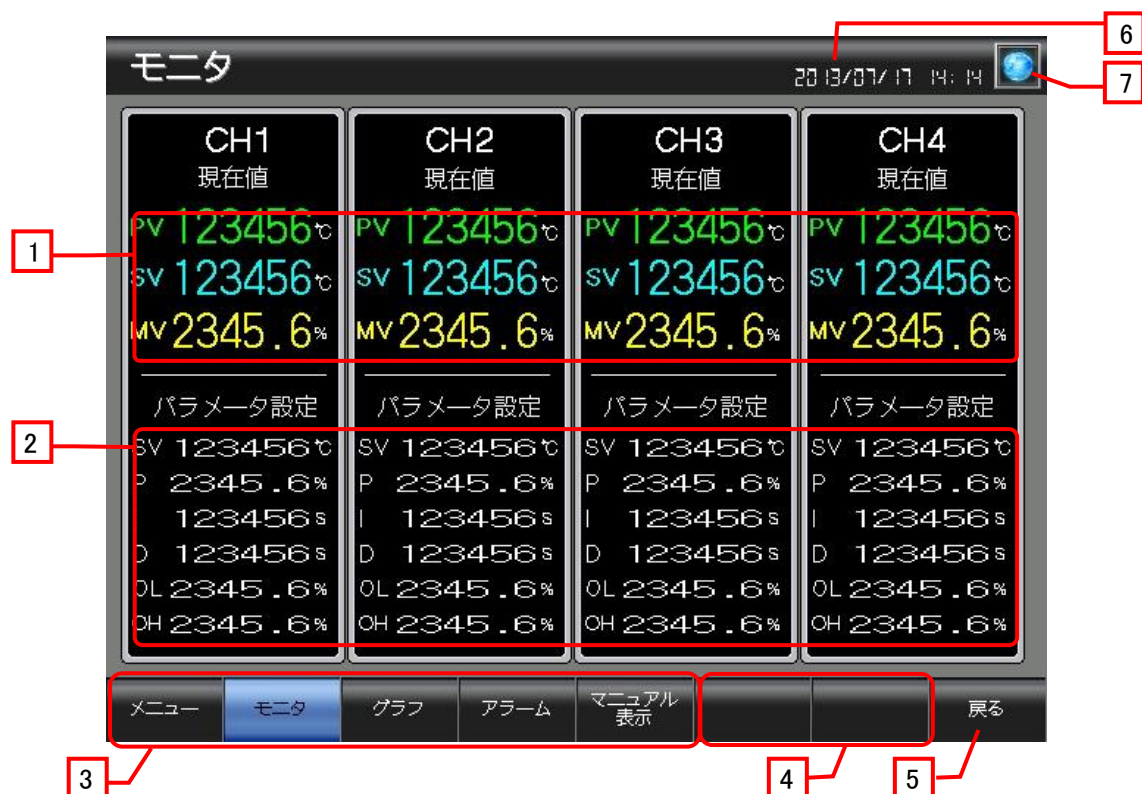 6
モニタ
2013/07/17 14:14
7
CH1 CH2 CH3 CH4
現在値 現在値 現在値 現在値
1
PV 123456℃ PV 123456℃ PV 123456℃ PV 123456℃
SV 123456℃ SV 123456℃ SV 123456℃ SV 123456℃
MV 2345.6% MV 2345.6% MV 2345.6% MV 2345.6%
パラメータ設定 パラメータ設定 パラメータ設定 パラメータ設定
2
SV 123456℃ SV 123456℃ SV 123456℃ SV 123456℃
P 2345.6% P 2345.6% P 2345.6% P 2345.6%
123456s I 123456s I 123456s I 123456s
D 123456s D 123456s D 123456s D 123456s
OL 2345.6% OL 2345.6% OL 2345.6% OL 2345.6%
OH 2345.6% OH 2345.6% OH 2345.6% OH 2345.6%
メニュー モニタ グラフ アラーム マニュアル
表示 戻る
3 4 5